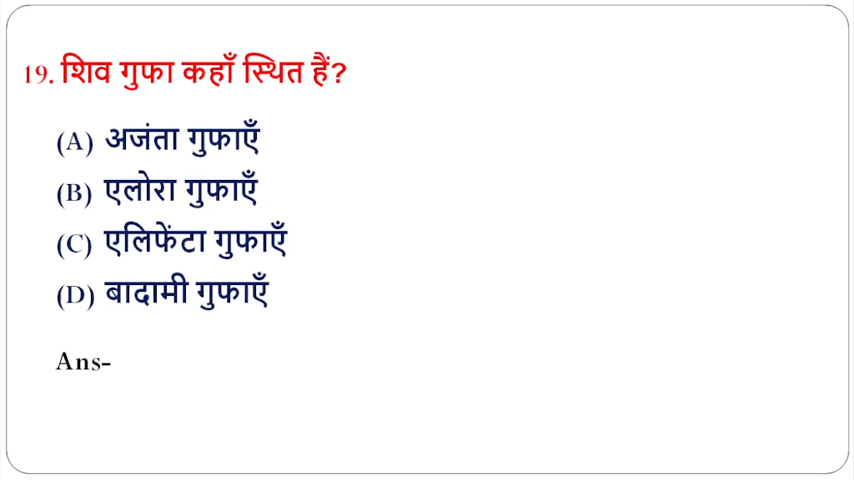 19. शिव गुफा कहाँ स्थित हैं?
(A) अजंता गुफाएँ
(B) एलोरा गुफाएँ
(C) एलिफेंटा गुफाएँ
(D) बादामी गुफाएँ
Ans-